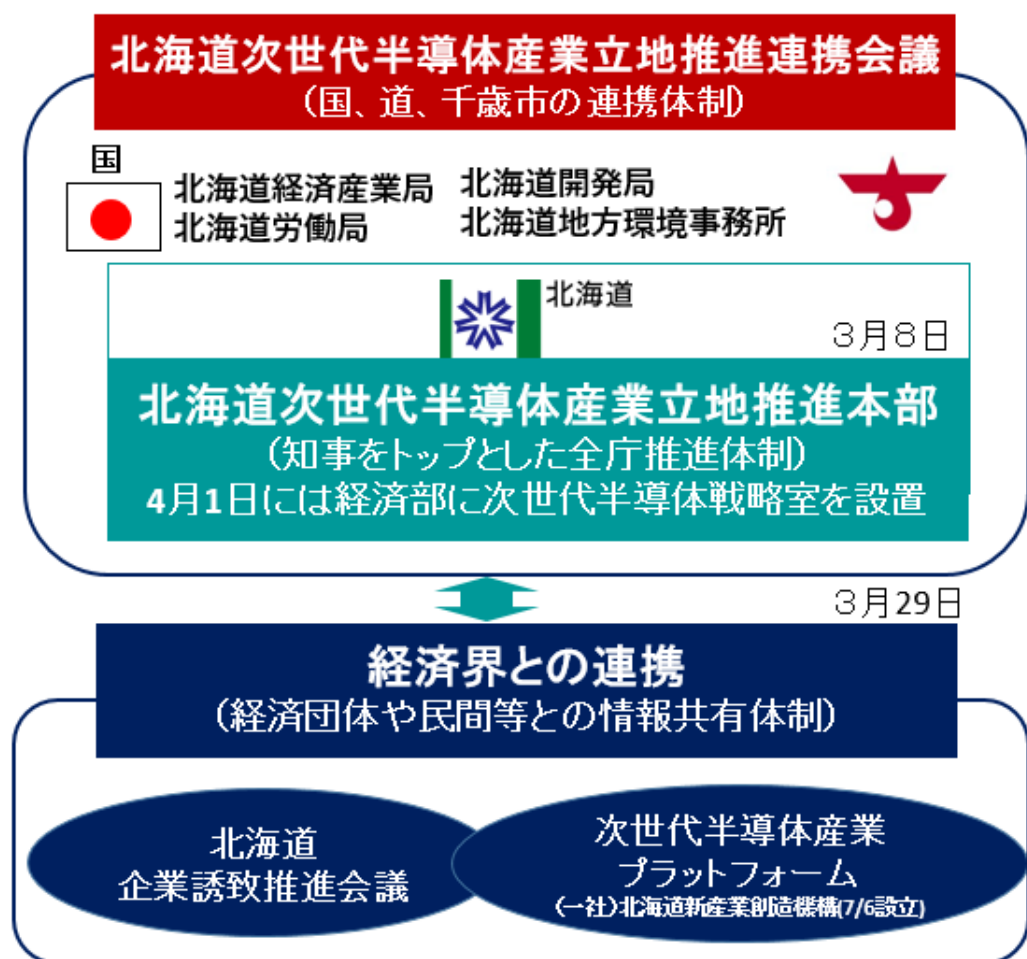 北海道次世代半導体産業立地推進連携会議
(国、道、千歳市の連携体制)
国
北海道経済産業局
北海道労働局
北海道開発局
北海道地方環境事務所
北海道
3月8日
北海道次世代半導体産業立地推進本部
(知事をトップとした全庁推進体制)
4月1日には経済部に次世代半導体戦略室を設置
3月29日
経済界との連携
(経済団体や民間等との情報共有体制)
北海道
企業誘致推進会議
次世代半導体産業
プラットフォーム
(一社)北海道新産業創造機構(7/6設立)